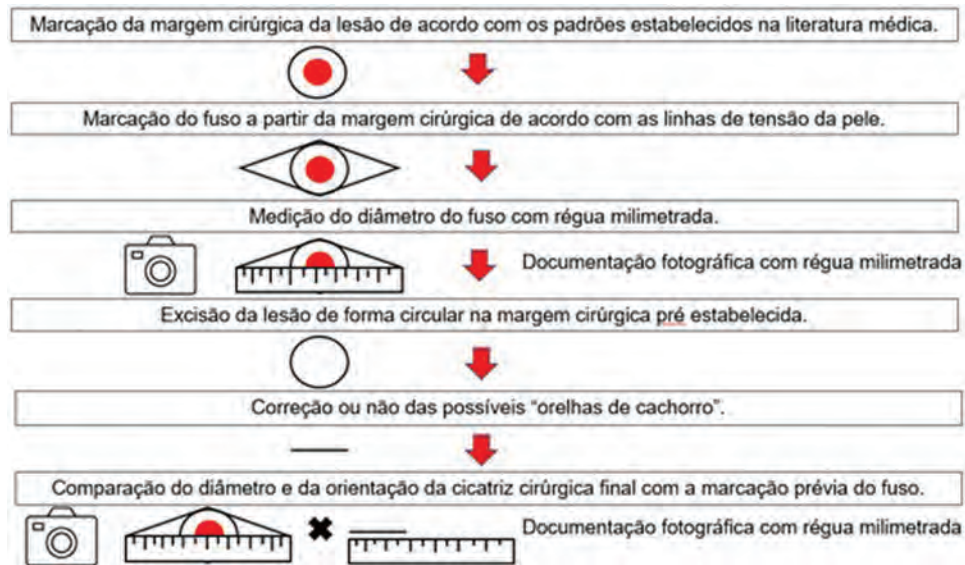 Marcação da margem cirúrgica da lesão de acordo com os padrões estabelecidos na literatura médica.
Marcação do fuso a partir da margem cirúrgica de acordo com as linhas de tensão da pele.
Medição do diâmetro do fuso com régua milimetrada.
Documentação fotográfica com régua milimetrada
Excisão da lesão de forma circular na margem cirúrgica pré estabelecida.
Correção ou não das possíveis “orelhas de cachorro”.
Comparação do diâmetro e da orientação da cicatriz cirúrgica final com a marcação prévia do fuso.
Documentação fotográfica com régua milimetrada